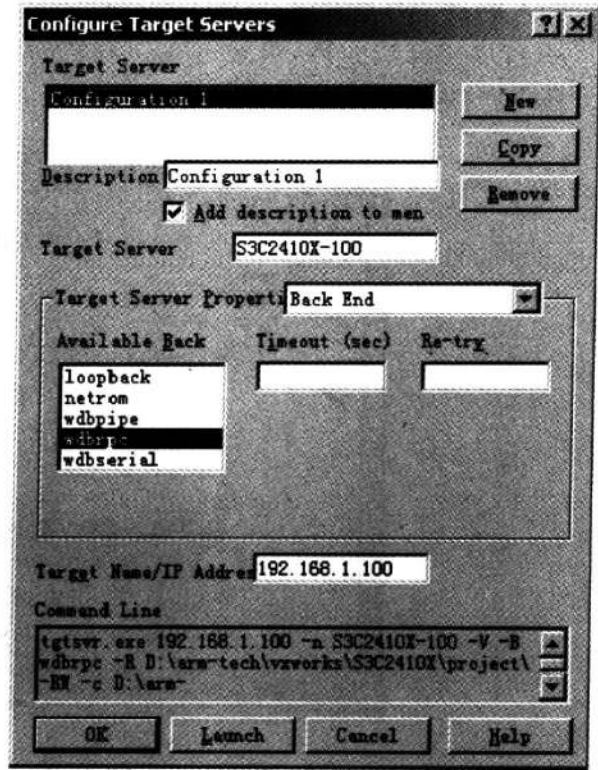 Configure Target Servers
Target Server
Configuration 1
New
Copy
Description Configuration 1
Remove
Add description to men
Target Server S3C2410X-100
Target Server Properti Back End
Available Back Timeout (sec) Re-try
loopback
netrom
wdbpipe
wdbrpc
wdbserial
Target Name/IP Addres 192.168.1.100
Command Line
tgtsvr.exe 192.168.1.100 -n S3C2410X-100 -V -B
wdbrpc -R D:\arm-tech\vxworks\S3C2410X\project\
-RW -c D:\arm-
OK Launch Cancel Help